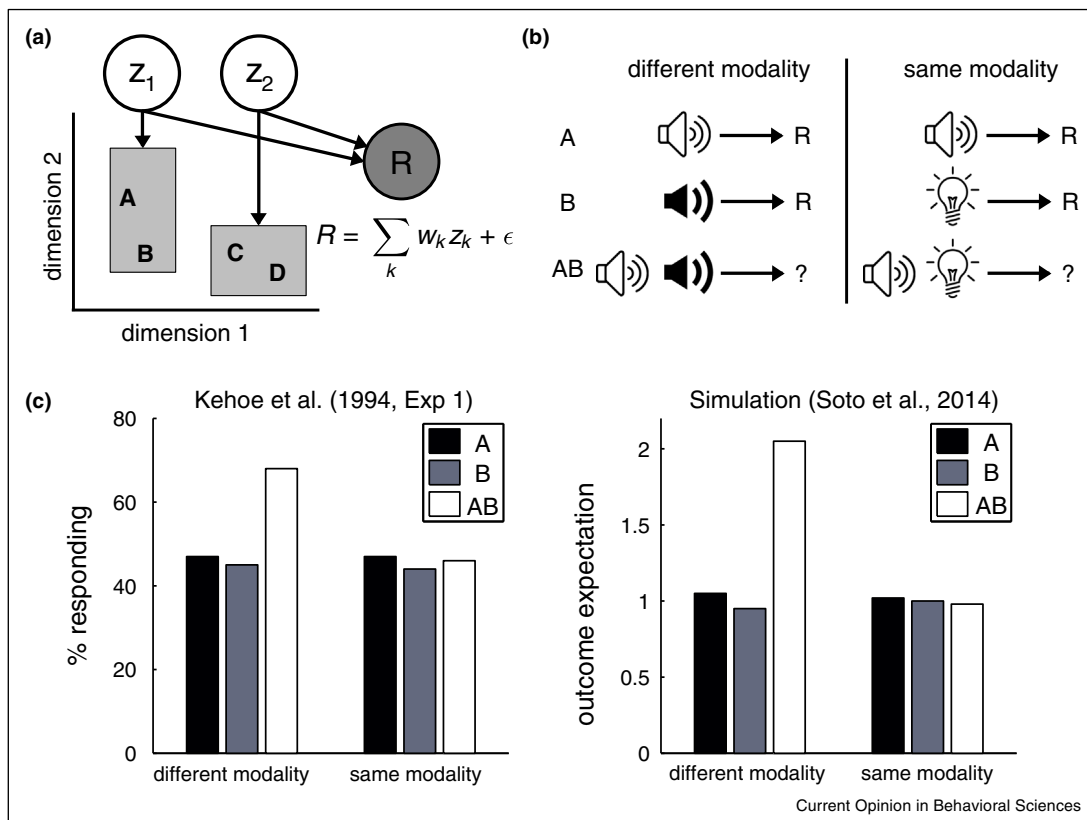 (a)
Z1
Z2
R
dimension 2
A
B
C
D
R = ∑k wk zk + ϵ
dimension 1
(b)
different modality
same modality
A
R
R
B
R
R
AB
?
?
(c)
Kehoe et al. (1994, Exp 1)
80
60
40
20
0
% responding
A
B
AB
different modality
same modality
Simulation (Soto et al., 2014)
2
1.5
1
0.5
0
outcome expectation
A
B
AB
different modality
same modality
Current Opinion in Behavioral Sciences